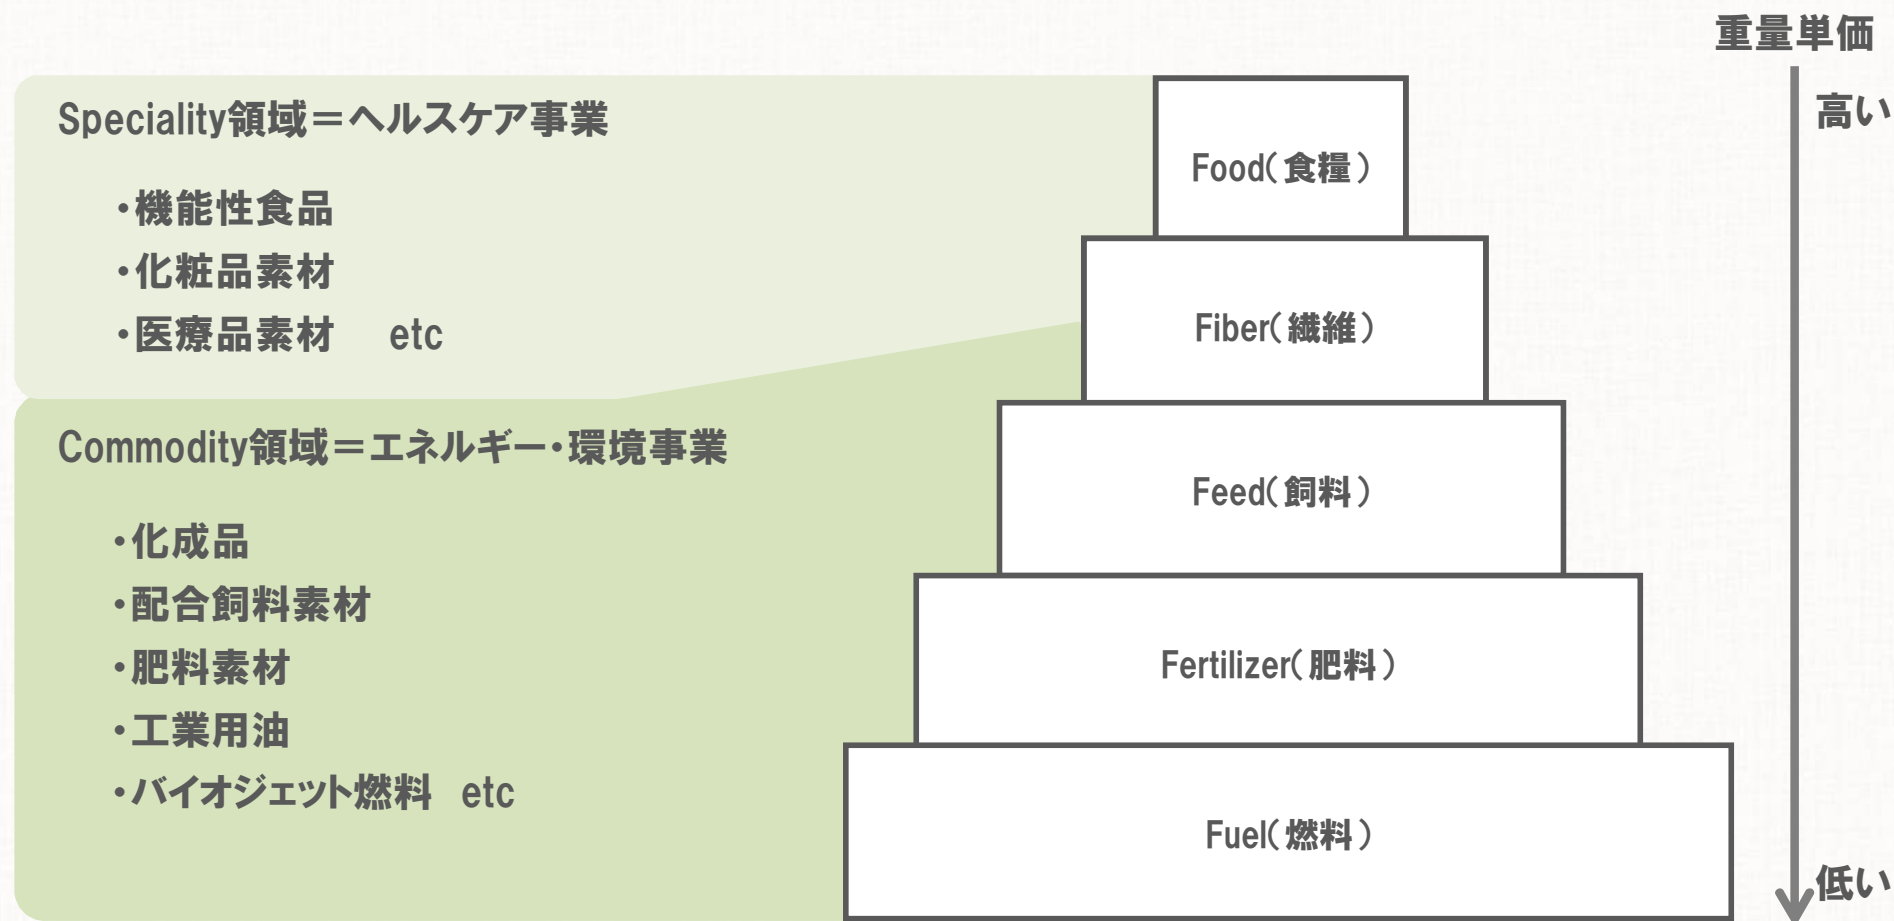 重量単価
高い
Speciality領域＝ヘルスケア事業
・機能性食品
・化粧品素材
・医療品素材　etc
Commodity領域＝エネルギー・環境事業
・化成品
・配合飼料素材
・肥料素材
・工業用油
・バイオジェット燃料　etc
Food(食糧)
Fiber(繊維)
Feed(飼料)
Fertilizer(肥料)
Fuel(燃料)
低い